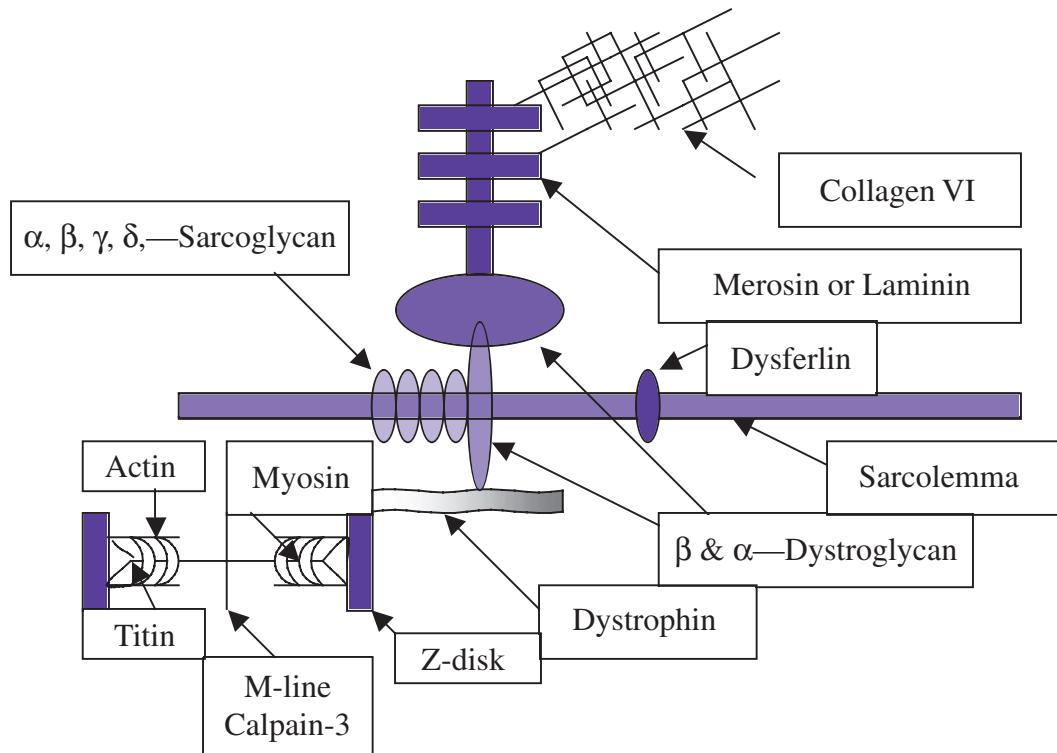 Collagen VI
α, β, γ, δ,—Sarcoglycan
Merosin or Laminin
Dysferlin
Sarcolemma
Actin
Myosin
β & α—Dystroglycan
Dystrophin
Titin
Z-disk
M-line
Calpain-3